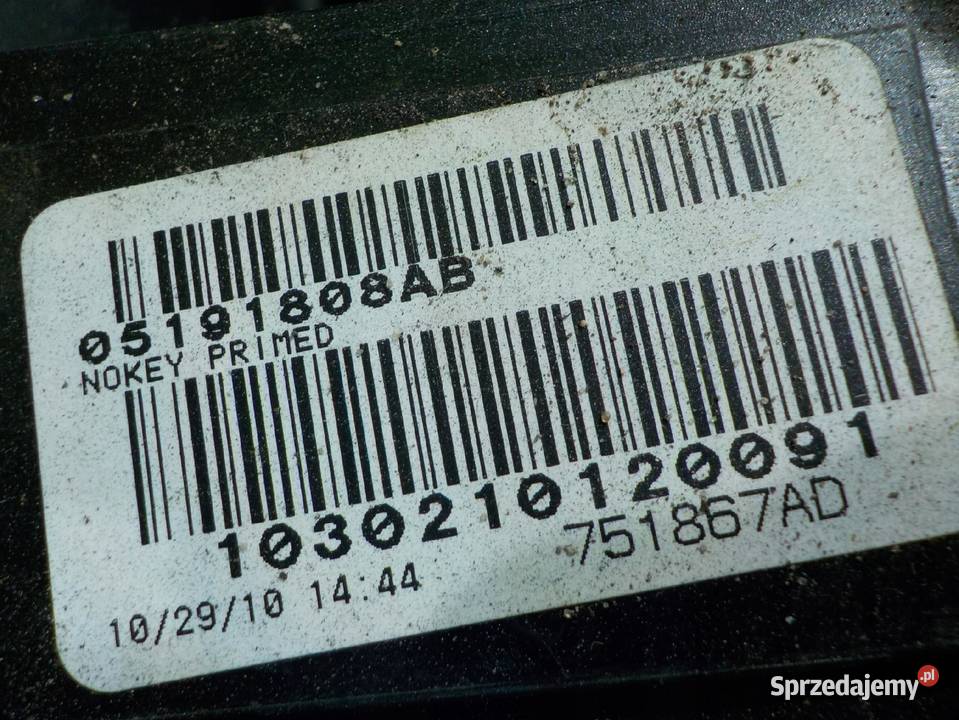 05191808AB
NOKEY PRIMED
103021012009​1
751867AD
10/29/10 14:44
Sprzedajemy.pl